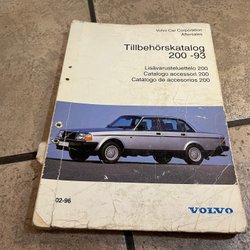 Volvo Car Corporation
Aftersales
Tillbehörskatalog
200 -93
Lisävarusteluettelo 200
Catalogo accessori 200
Catálogo de accesorios 200
02-96
VOLVO